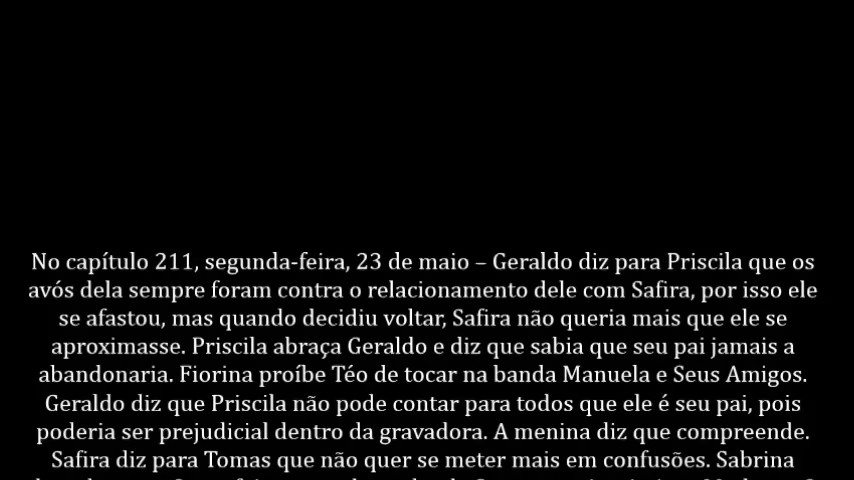 No capítulo 211, segunda-feira, 23 de maio – Geraldo diz para Priscila que os
avós dela sempre foram contra o relacionamento dele com Safira, por isso ele
se afastou, mas quando decidiu voltar, Safira não queria mais que ele se
aproximasse. Priscila abraça Geraldo e diz que sabia que seu pai jamais a
abandonaria. Fiorina proíbe Téo de tocar na banda Manuela e Seus Amigos.
Geraldo diz que Priscila não pode contar para todos que ele é seu pai, pois
poderia ser prejudicial dentro da gravadora. A menina diz que compreende.
Safira diz para Tomas que não quer se meter mais em confusões. Sabrina